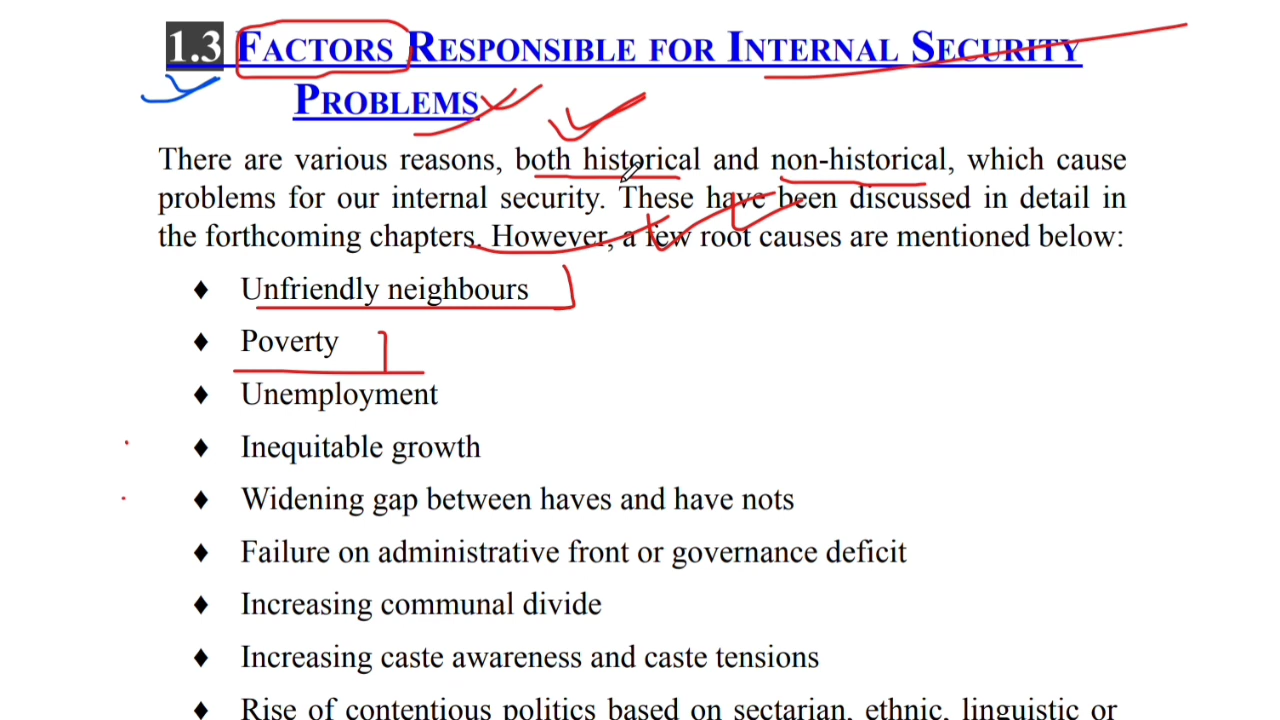 1.3 FACTORS RESPONSIBLE FOR INTERNAL SECURITY
PROBLEMS
There are various reasons, both historical and non-historical, which cause
problems for our internal security. These have been discussed in detail in
the forthcoming chapters. However, a few root causes are mentioned below:
♦ Unfriendly neighbours
♦ Poverty
♦ Unemployment
♦ Inequitable growth
♦ Widening gap between haves and have nots
♦ Failure on administrative front or governance deficit
♦ Increasing communal divide
♦ Increasing caste awareness and caste tensions
♦ Rise of contentious politics based on sectarian, ethnic, linguistic or